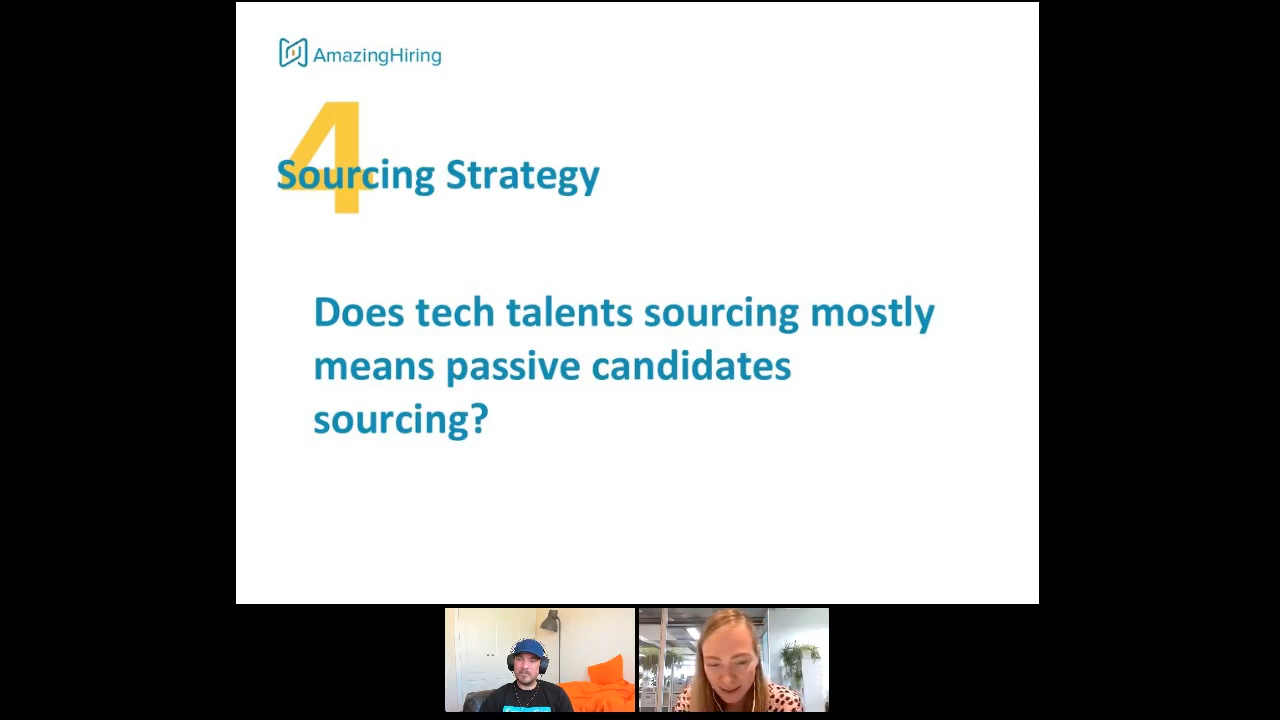 AmazingHiring
4
Sourcing Strategy
Does tech talents sourcing mostly
means passive candidates
sourcing?